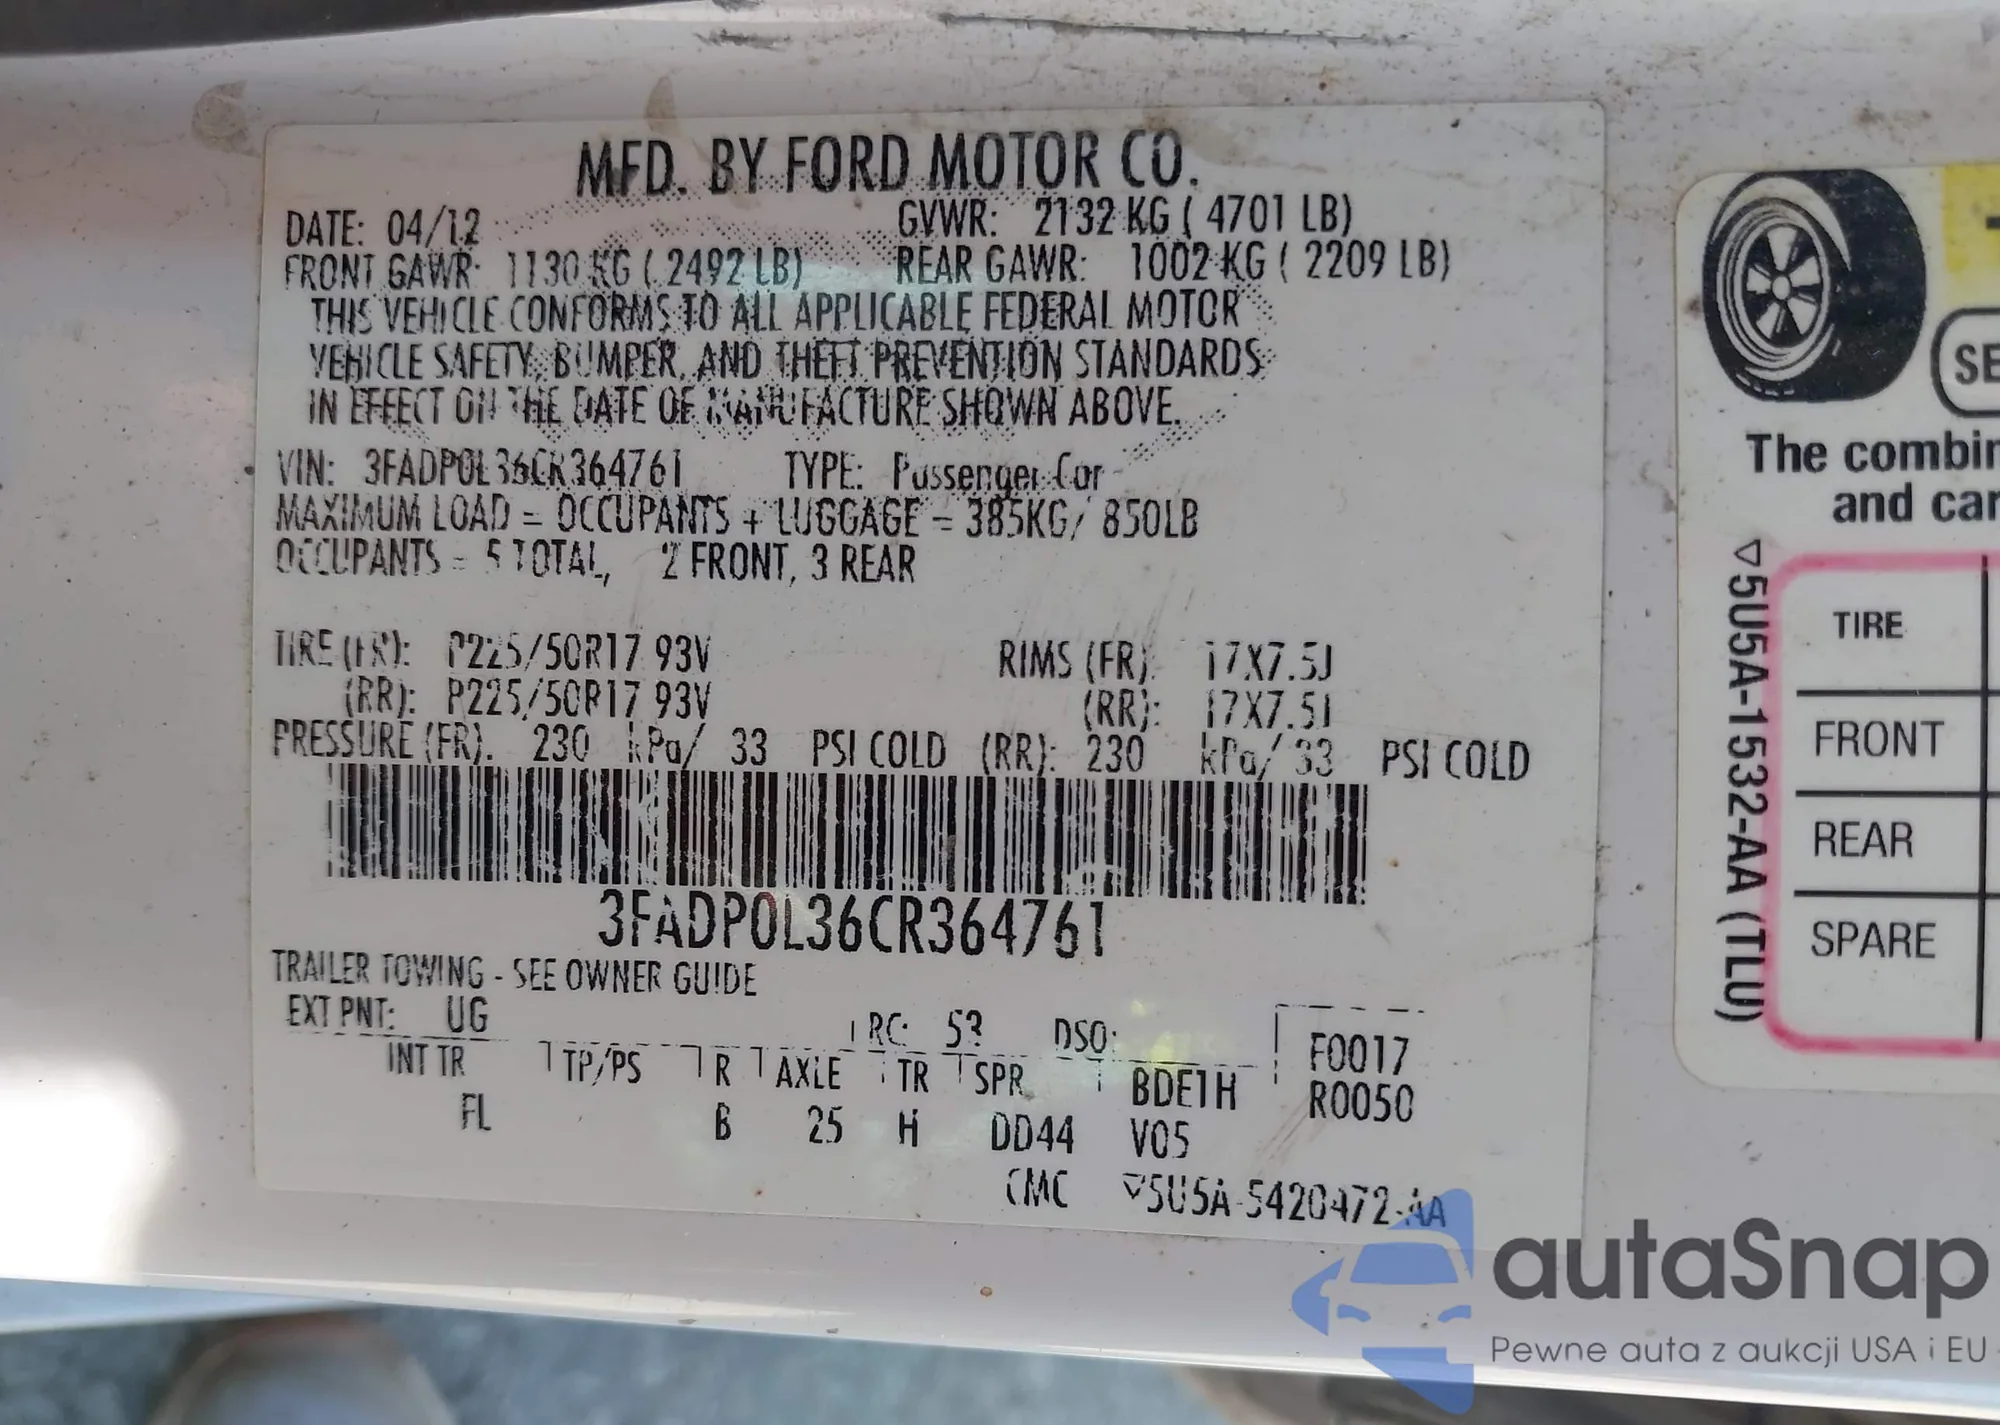 MFD. BY FORD MOTOR CO.
DATE: 04/12 GVWR: 2132 KG ( 4701 LB)
FRONT GAWR: 1130 KG ( 2492 LB) REAR GAWR: 1002 KG ( 2209 LB)
THIS VEHICLE CONFORMS TO ALL APPLICABLE FEDERAL MOTOR
VEHICLE SAFETY, BUMPER, AND THEFT PREVENTION STANDARDS
IN EFFECT ON THE DATE OF MANUFACTURE SHOWN ABOVE.
VIN: 3FADP0L36CR364761 TYPE: Passenger Car
MAXIMUM LOAD = OCCUPANTS + LUGGAGE = 385KG/ 850LB
OCCUPANTS = 5 TOTAL, 2 FRONT, 3 REAR
TIRE (FR): P225/50R17 93V RIMS (FR): 17X7.5J
(RR): P225/50R17 93V (RR): 17X7.5J
PRESSURE (FR): 230 kPa/ 33 PSI COLD (RR): 230 kPa/ 33 PSI COLD
3FADP0L36CR364761
TRAILER TOWING - SEE OWNER GUIDE
EXT PNT: UG RC: 53 DSO:
INT TR TP/PS R AXLE TR SPR BDE1H F0017
FL B 25 H DD44 V05 R0050
CMC ▽5U5A-5420472-AA
SE
The combin
and car
▽5U5A-1532-AA (TLU)
TIRE
FRONT
REAR
SPARE
autaSnap
Pewne auta z aukcji USA i EU